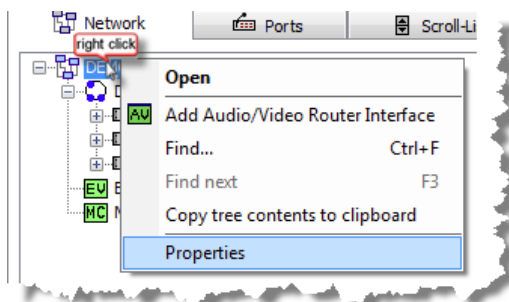 Network
Ports
Scroll-Li
right click
Open
AV Add Audio/Video Router Interface
Find... Ctrl+F
Find next F3
Copy tree contents to clipboard
EV
MC
Properties